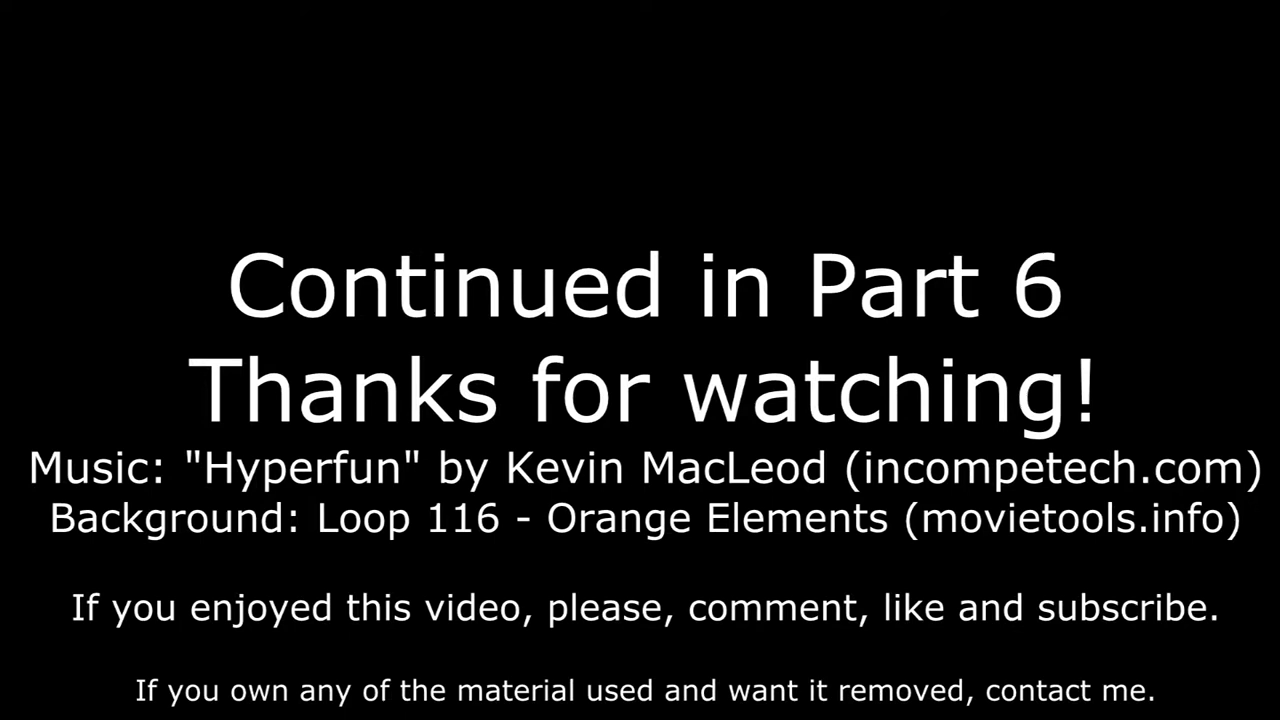 Continued in Part 6
Thanks for watching!
Music: "Hyperfun" by Kevin MacLeod (incompetech.com)
Background: Loop 116 - Orange Elements (movietools.info)
If you enjoyed this video, please, comment, like and subscribe.
If you own any of the material used and want it removed, contact me.